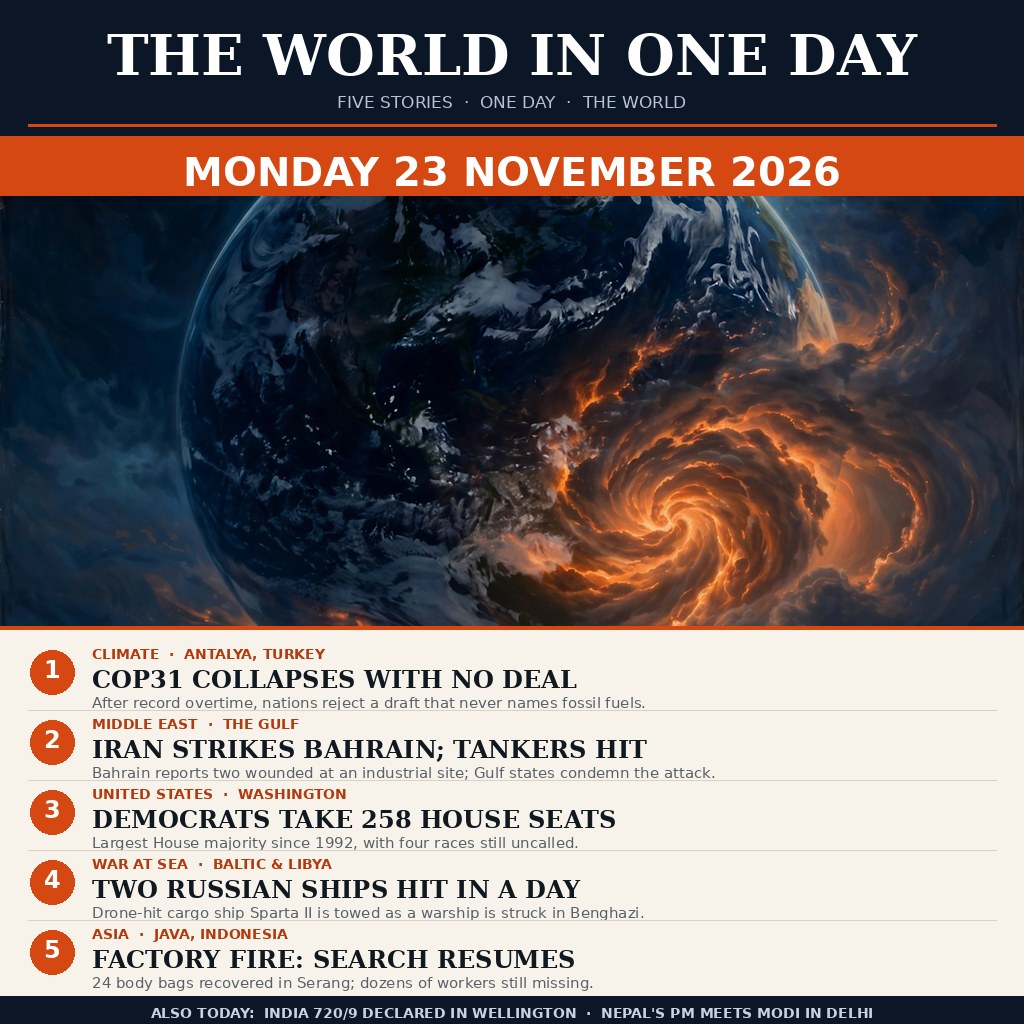 THE WORLD IN ONE DAY
FIVE STORIES · ONE DAY · THE WORLD
MONDAY 23 NOVEMBER 2026
1
CLIMATE · ANTALYA, TURKEY
COP31 COLLAPSES WITH NO DEAL
After record overtime, nations reject a draft that never names fossil fuels.
2
MIDDLE EAST · THE GULF
IRAN STRIKES BAHRAIN; TANKERS HIT
Bahrain reports two wounded at an industrial site; Gulf states condemn the attack.
3
UNITED STATES · WASHINGTON
DEMOCRATS TAKE 258 HOUSE SEATS
Largest House majority since 1992, with four races still uncalled.
4
WAR AT SEA · BALTIC & LIBYA
TWO RUSSIAN SHIPS HIT IN A DAY
Drone-hit cargo ship Sparta II is towed as a warship is struck in Benghazi.
5
ASIA · JAVA, INDONESIA
FACTORY FIRE: SEARCH RESUMES
24 body bags recovered in Serang; dozens of workers still missing.
ALSO TODAY: INDIA 720/9 DECLARED IN WELLINGTON · NEPAL'S PM MEETS MODI IN DELHI